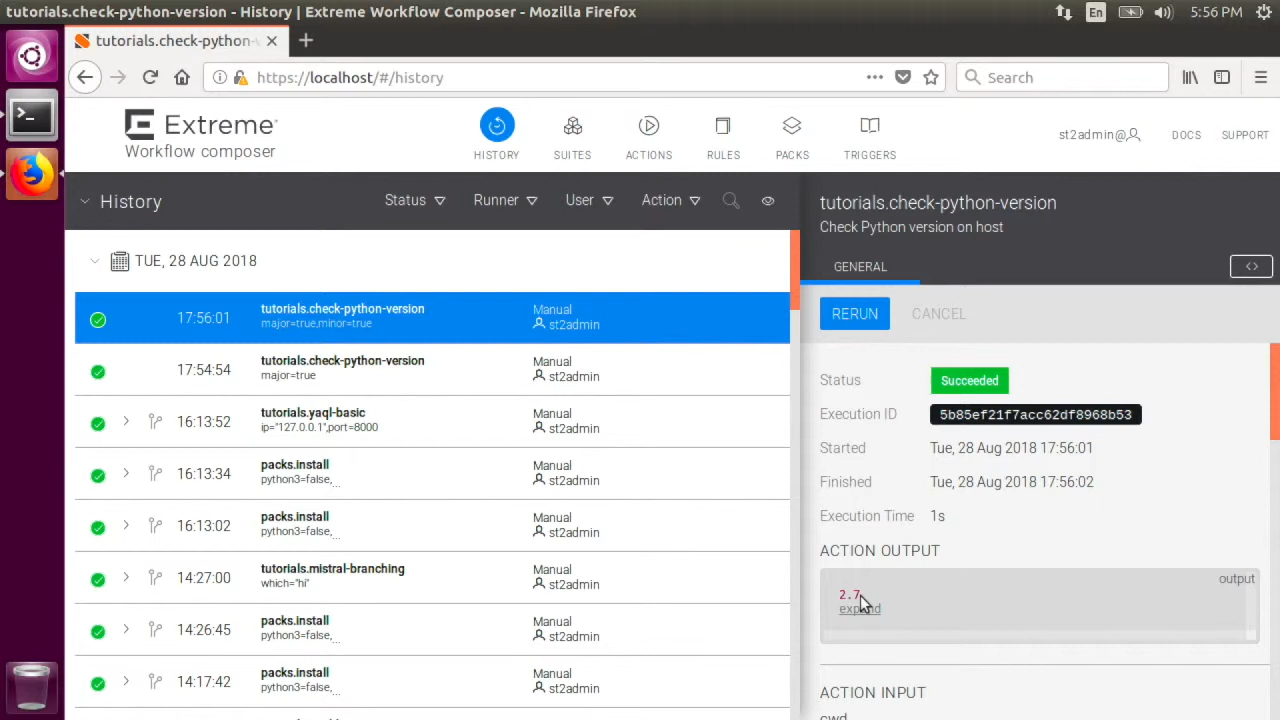 tutorials.check-python-version - History | Extreme Workflow Composer - Mozilla Firefox
En
5:56 PM
tutorials.check-python-
https://localhost/#/history
Search
Extreme
Workflow composer
HISTORY
SUITES
ACTIONS
RULES
PACKS
TRIGGERS
st2admin@
DOCS
SUPPORT
History
Status
Runner
User
Action
TUE, 28 AUG 2018
17:56:01
tutorials.check-python-version
major=true,minor=true
Manual
st2admin
17:54:54
tutorials.check-python-version
major=true
Manual
st2admin
16:13:52
tutorials.yaql-basic
ip="127.0.0.1",port=8000
Manual
st2admin
16:13:34
packs.install
python3=false,...
Manual
st2admin
16:13:02
packs.install
python3=false,...
Manual
st2admin
14:27:00
tutorials.mistral-branching
which="hi"
Manual
st2admin
14:26:45
packs.install
python3=false,...
Manual
st2admin
14:17:42
packs.install
python3=false,...
Manual
st2admin
tutorials.check-python-version
Check Python version on host
GENERAL
<>
RERUN
CANCEL
Status
Succeeded
Execution ID
5b85ef21f7acc62df8968b53
Started
Tue, 28 Aug 2018 17:56:01
Finished
Tue, 28 Aug 2018 17:56:02
Execution Time
1s
ACTION OUTPUT
output
2.7
expand
ACTION INPUT
cwd